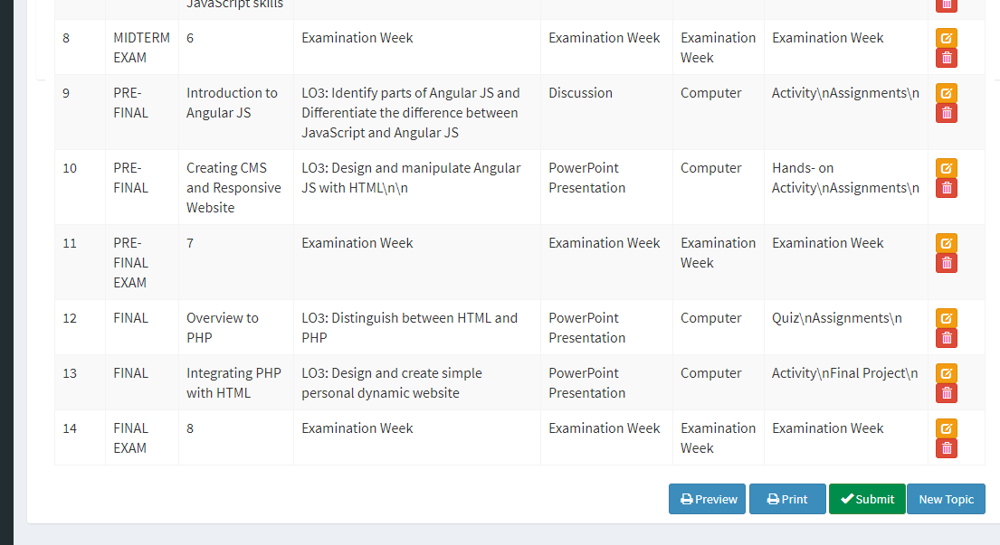 JavaScript skills
8 MIDTERM 6 Examination Week Examination Week Examination Examination Week
EXAM Week
9 PRE- Introduction to LO3: Identify parts of Angular JS and Discussion Computer Activity\nAssignments\n
FINAL Angular JS Differentiate the difference between
JavaScript and Angular JS
10 PRE- Creating CMS LO3: Design and manipulate Angular PowerPoint Computer Hands- on
FINAL and Responsive JS with HTML\n\n Presentation Activity\nAssignments\n
Website
11 PRE- 7 Examination Week Examination Week Examination Examination Week
FINAL Week
EXAM
12 FINAL Overview to LO3: Distinguish between HTML and PowerPoint Computer Quiz\nAssignments\n
PHP PHP Presentation
13 FINAL Integrating PHP LO3: Design and create simple PowerPoint Computer Activity\nFinal Project\n
with HTML personal dynamic website Presentation
14 FINAL 8 Examination Week Examination Week Examination Examination Week
EXAM Week
Preview Print Submit New Topic